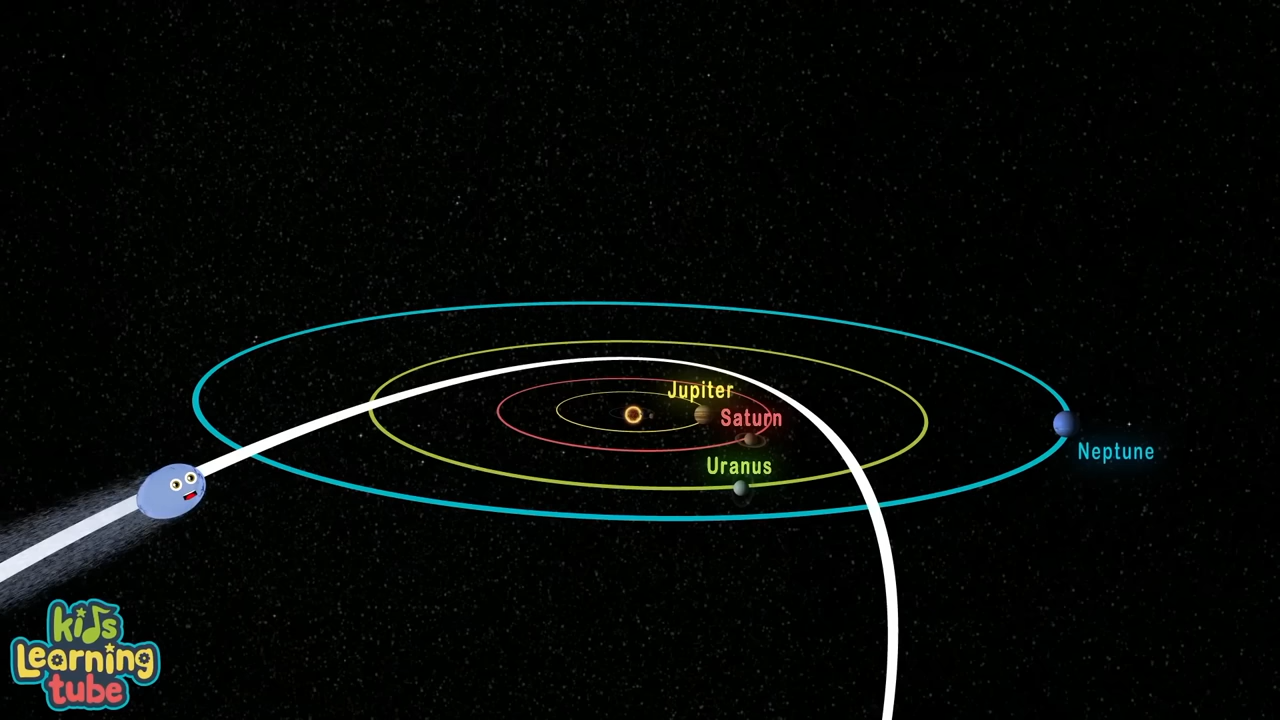 Jupiter
Saturn
Uranus
Neptune
kids
Learning
tube